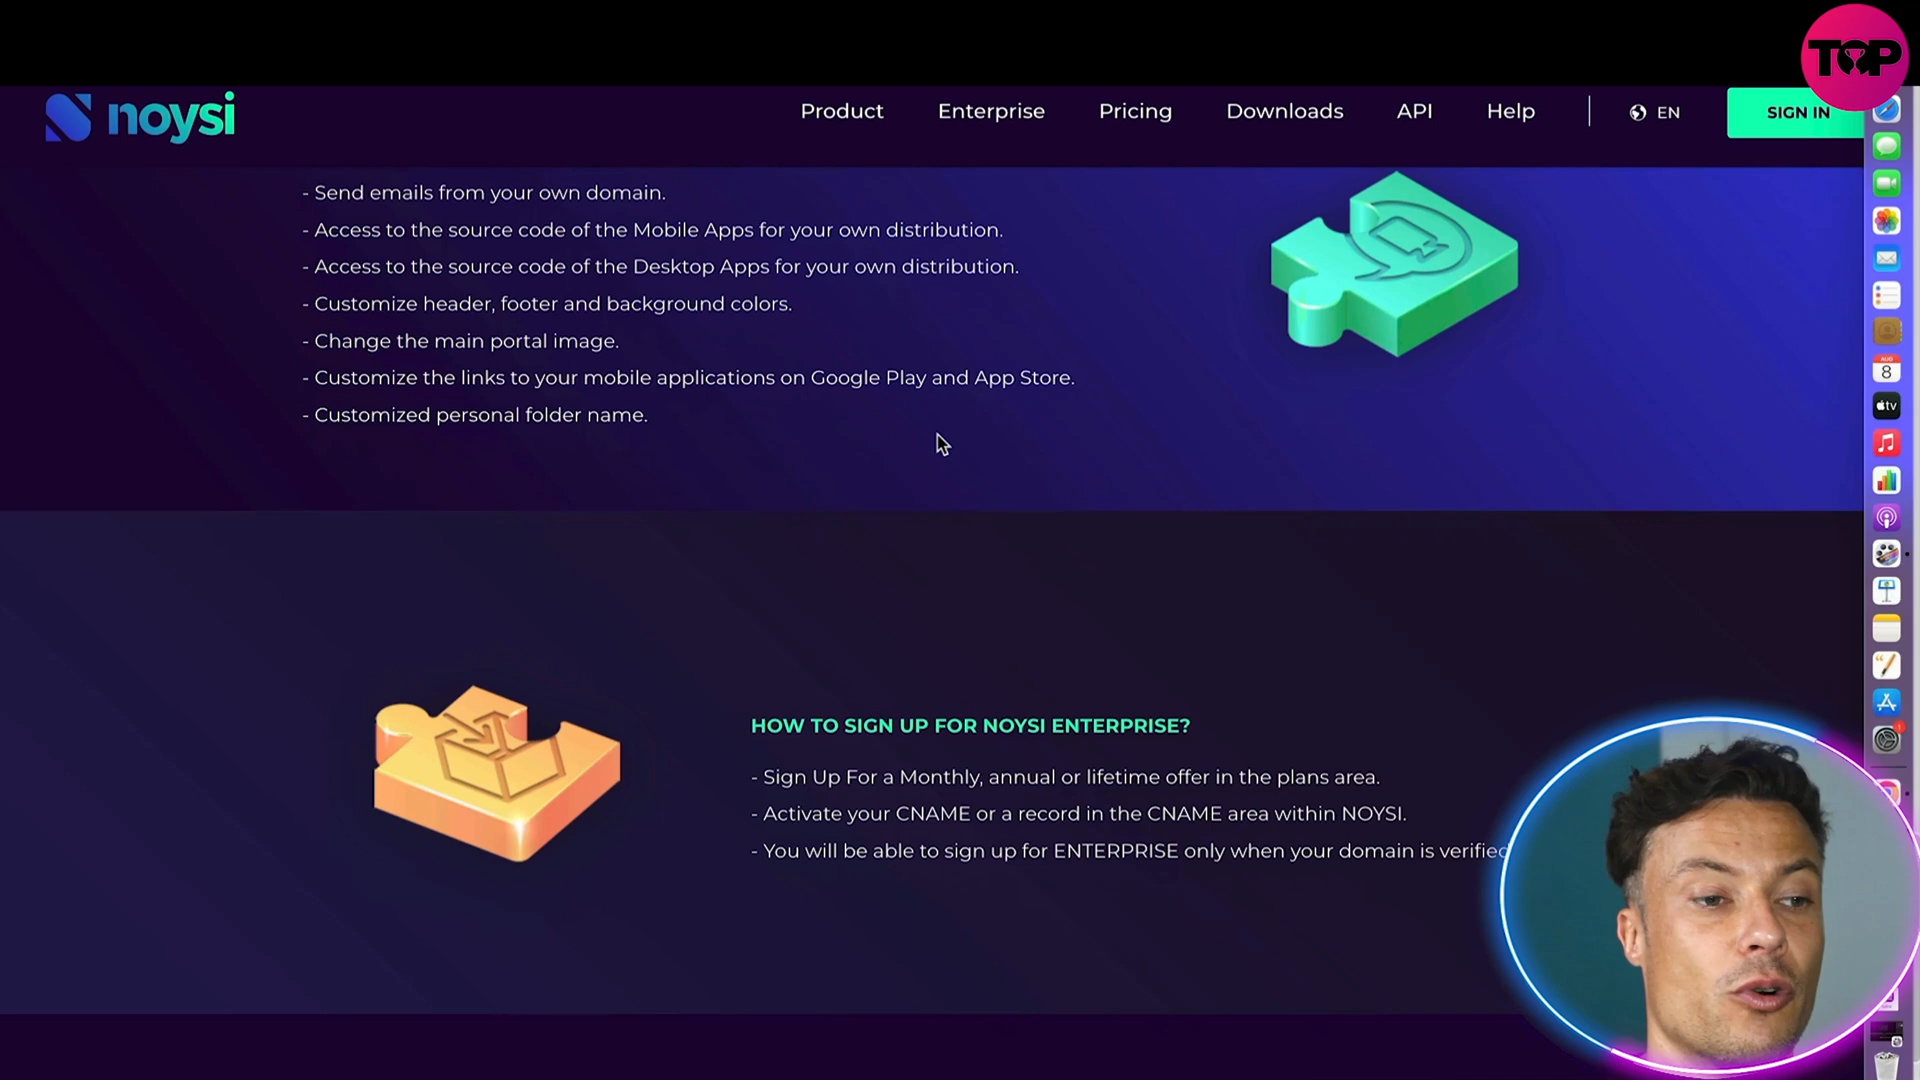 TOP
noysi
Product Enterprise Pricing Downloads API Help EN SIGN IN
- Send emails from your own domain.
- Access to the source code of the Mobile Apps for your own distribution.
- Access to the source code of the Desktop Apps for your own distribution.
- Customize header, footer and background colors.
- Change the main portal image.
- Customize the links to your mobile applications on Google Play and App Store.
- Customized personal folder name.
AUG
8
tv
HOW TO SIGN UP FOR NOYSI ENTERPRISE?
- Sign Up For a Monthly, annual or lifetime offer in the plans area.
- Activate your CNAME or a record in the CNAME area within NOYSI.
- You will be able to sign up for ENTERPRISE only when your domain is verified